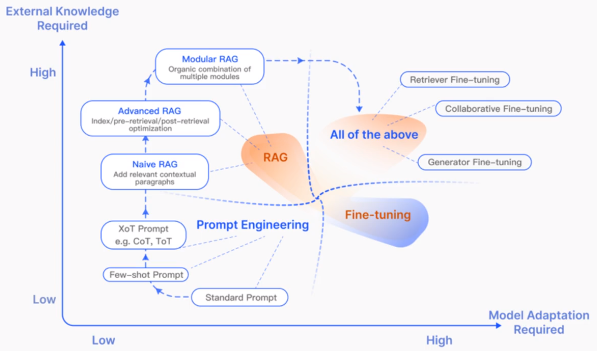 External Knowledge
Required
High
Modular RAG
Organic combination of
multiple modules
Retriever Fine-tuning
Advanced RAG
Index/pre-retrieval/post-retrieval
optimization
Collaborative Fine-tuning
All of the above
RAG
Naive RAG
Add relevant contextual
paragraphs
Generator Fine-tuning
Fine-tuning
XoT Prompt
e.g. CoT, ToT
Prompt Engineering
Few-shot Prompt
Standard Prompt
Low
Low
High
Model Adaptation
Required